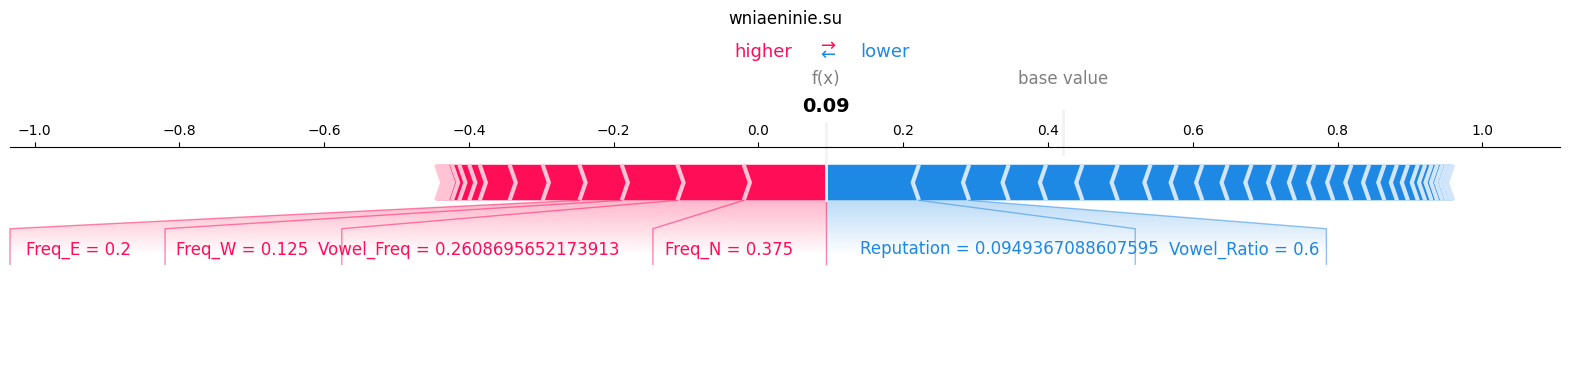 wniaeninie.su
higher → ← lower
f(x) base value
0.09
−1.0 −0.8 −0.6 −0.4 −0.2 0.0 0.2 0.4 0.6 0.8 1.0
Freq_E = 0.2 Freq_W = 0.125 Vowel_Freq = 0.2608695652173913 Freq_N = 0.375 Reputation = 0.0949367088607595 Vowel_Ratio = 0.6